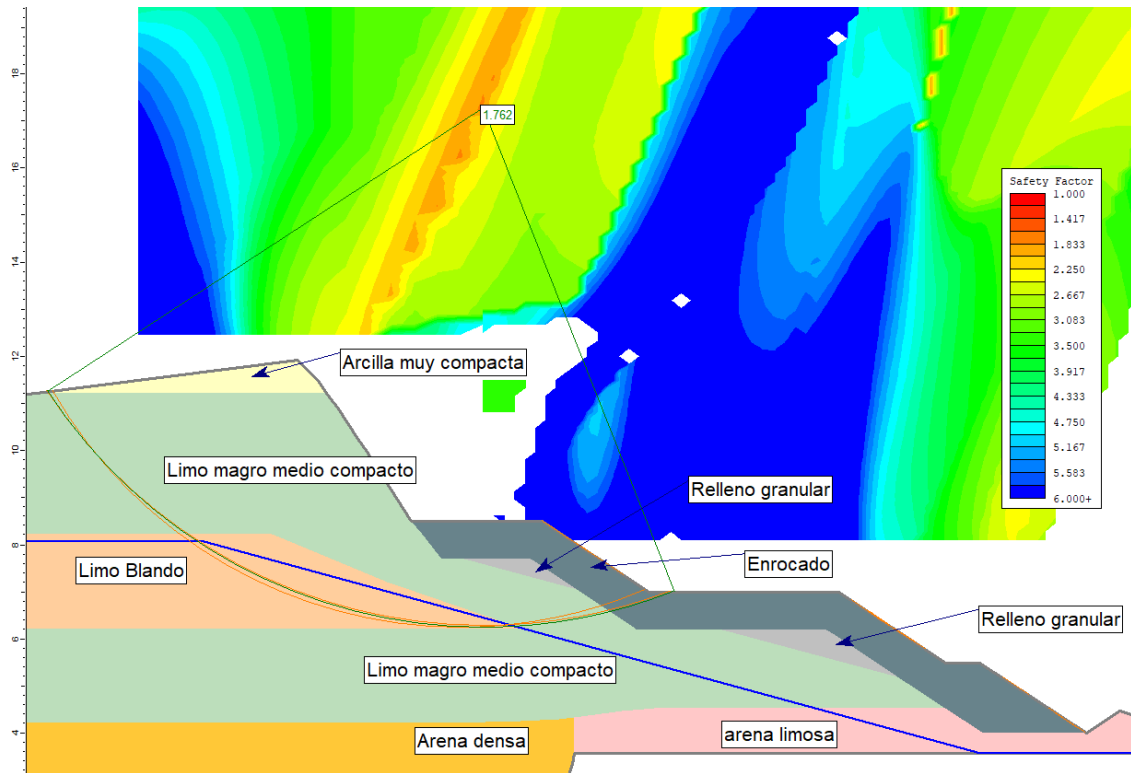 18
16
14
12
10
8
6
4
1.762
Safety Factor
1.000
1.417
1.833
2.250
2.667
3.083
3.500
3.917
4.333
4.750
5.167
5.583
6.000+
Arcilla muy compacta
Limo magro medio compacto
Relleno granular
Limo Blando
Enrocado
Relleno granular
Limo magro medio compacto
Arena densa
arena limosa